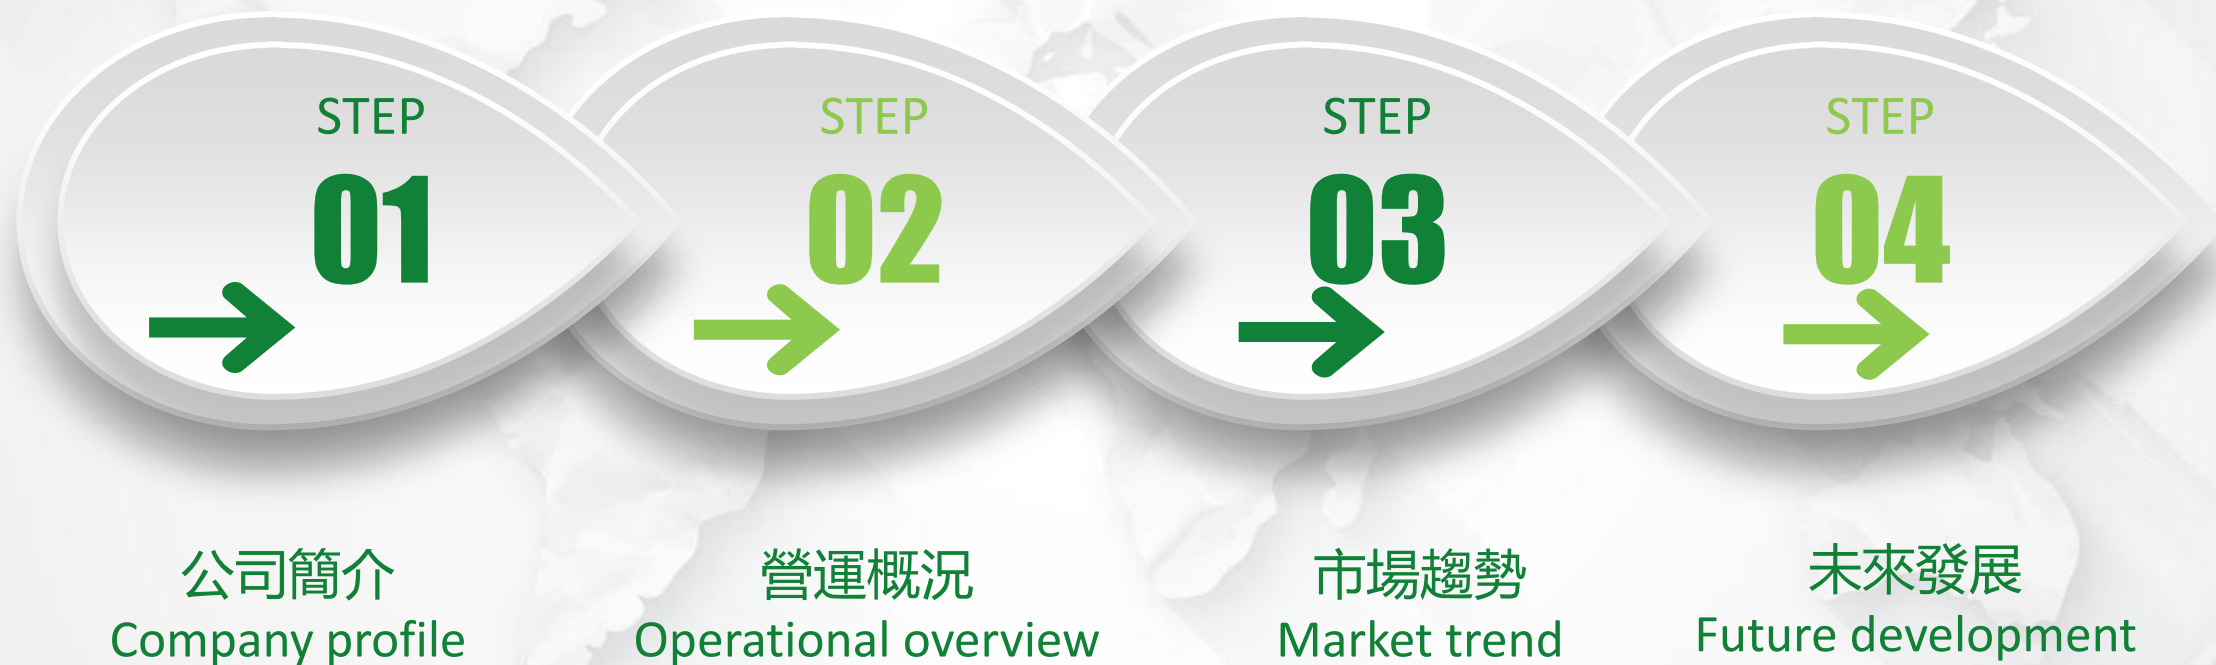 STEP
01
STEP
02
STEP
03
STEP
04
公司簡介
Company profile
營運概況
Operational overview
市場趨勢
Market trend
未來發展
Future development